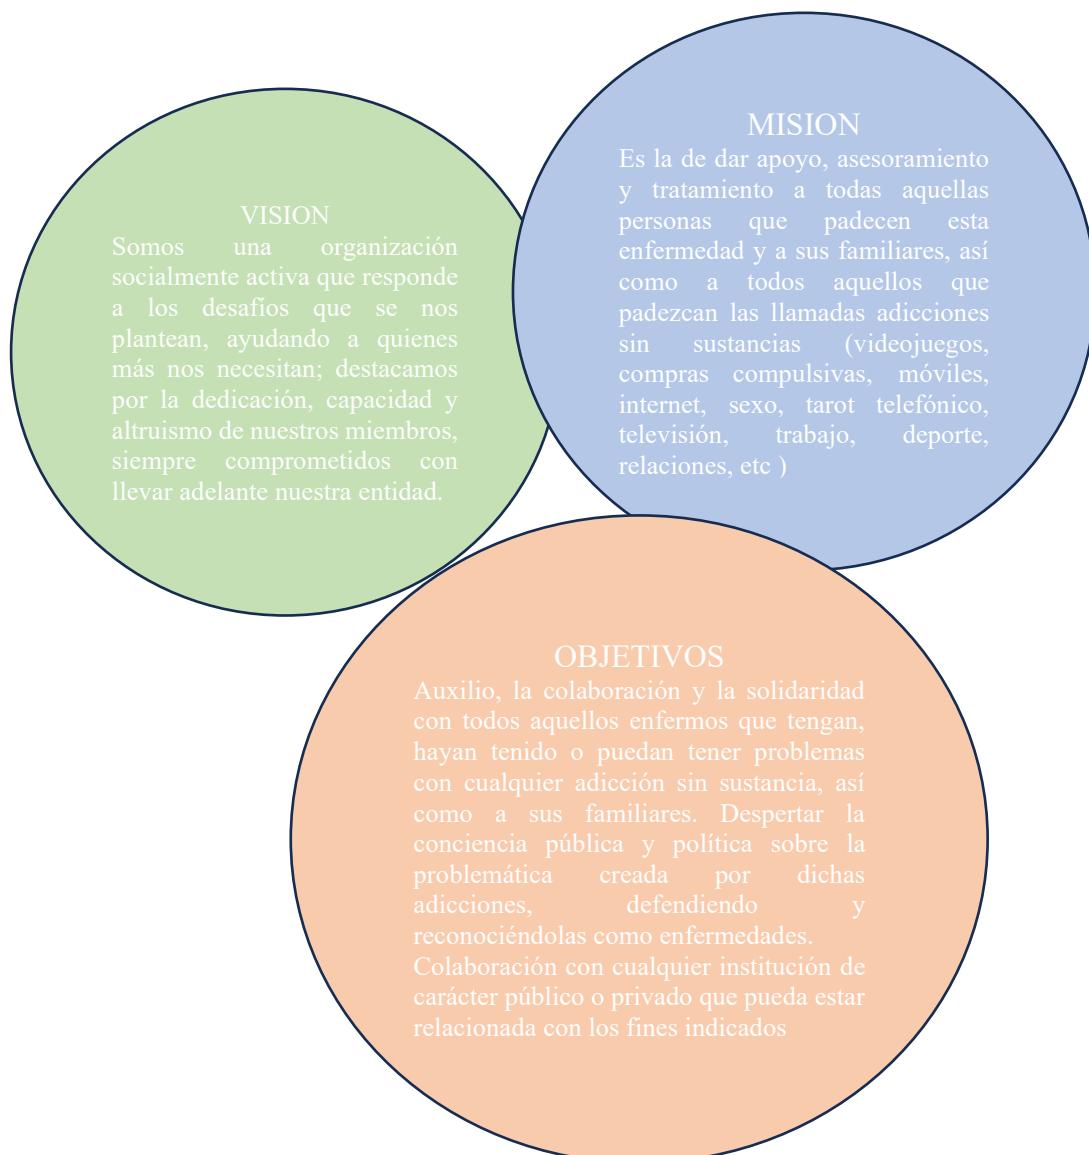 VISION
Somos una organización
socialmente activa que responde
a los desafíos que se nos
plantean, ayudando a quienes
más nos necesitan; destacamos
por la dedicación, capacidad y
altruismo de nuestros miembros,
siempre comprometidos con
llevar adelante nuestra entidad.
MISION
Es la de dar apoyo, asesoramiento
y tratamiento a todas aquellas
personas que padecen esta
enfermedad y a sus familiares, así
como a todos aquellos que
padezcan las llamadas adicciones
sin sustancias (videojuegos,
compras compulsivas, móviles,
internet, sexo, tarot telefónico,
televisión, trabajo, deporte,
relaciones, etc )
OBJETIVOS
Auxilio, la colaboración y la solidaridad
con todos aquellos enfermos que tengan,
hayan tenido o puedan tener problemas
con cualquier adicción sin sustancia, así
como a sus familiares. Despertar la
conciencia pública y política sobre la
problemática creada por dichas
adicciones, defendiendo y
reconociéndolas como enfermedades.
Colaboración con cualquier institución de
carácter público o privado que pueda estar
relacionada con los fines indicados